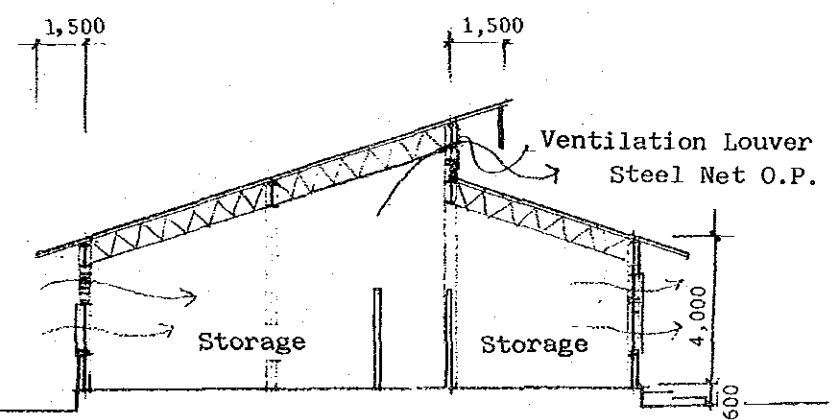 1,500
1,500
Ventilation Louver
Steel Net O.P.
Storage
Storage
4,000
600